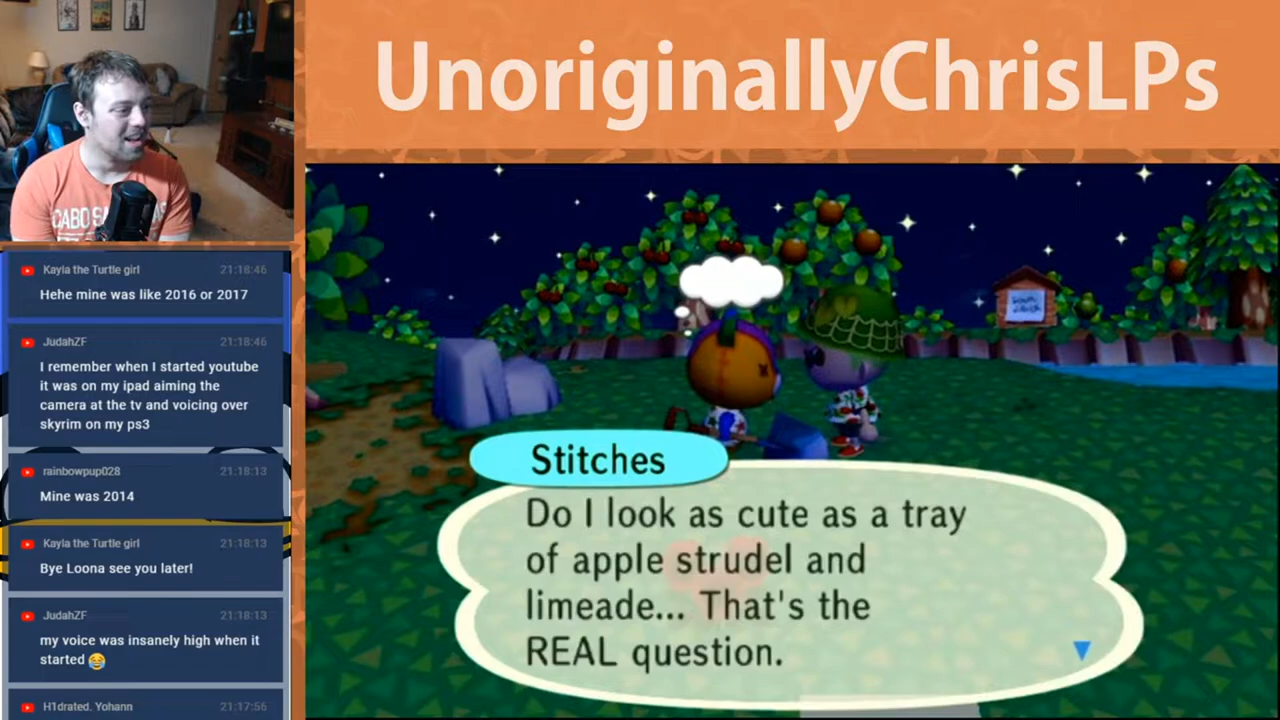 UnoriginallyChrisLPs
CABO SA
Kayla the Turtle girl 21:18:46
Hehe mine was like 2016 or 2017
JudahZF 21:18:46
I remember when I started youtube
it was on my ipad aiming the
camera at the tv and voicing over
skyrim on my ps3
rainbowpup028 21:18:13
Mine was 2014
Kayla the Turtle girl 21:18:13
Bye Loona see you later!
JudahZF 21:18:13
my voice was insanely high when it
started 😂
H1drated. Yohann 21:17:56
Stitches
Do I look as cute as a tray
of apple strudel and
limeade... That's the
REAL question.